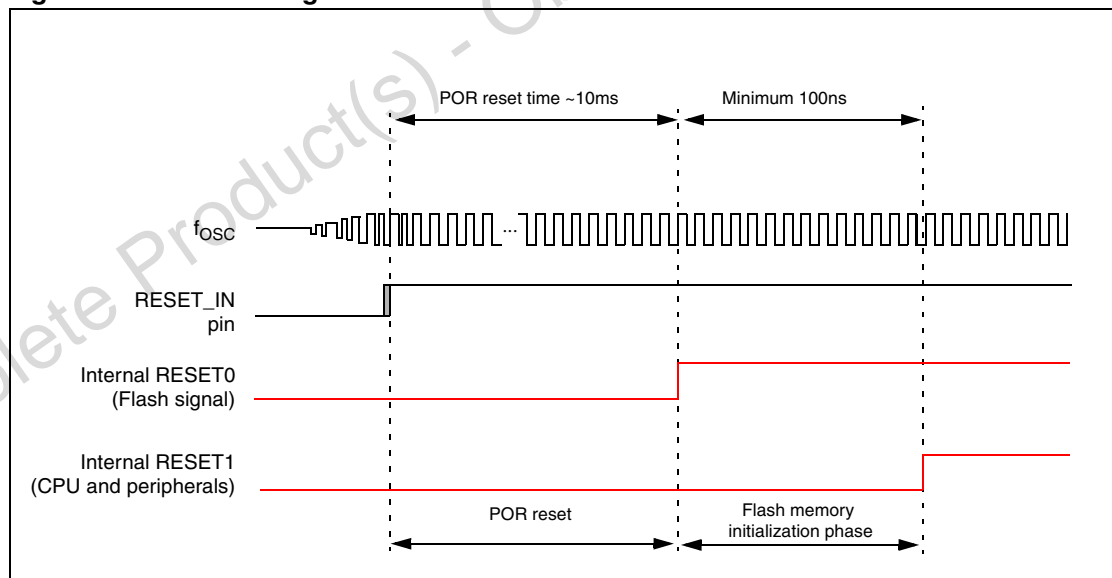 POR reset time ~10ms
Minimum 100ns
fOSC
...
RESET_IN
pin
Internal RESET0
(Flash signal)
Internal RESET1
(CPU and peripherals)
POR reset
Flash memory
initialization phase
Product(s) -